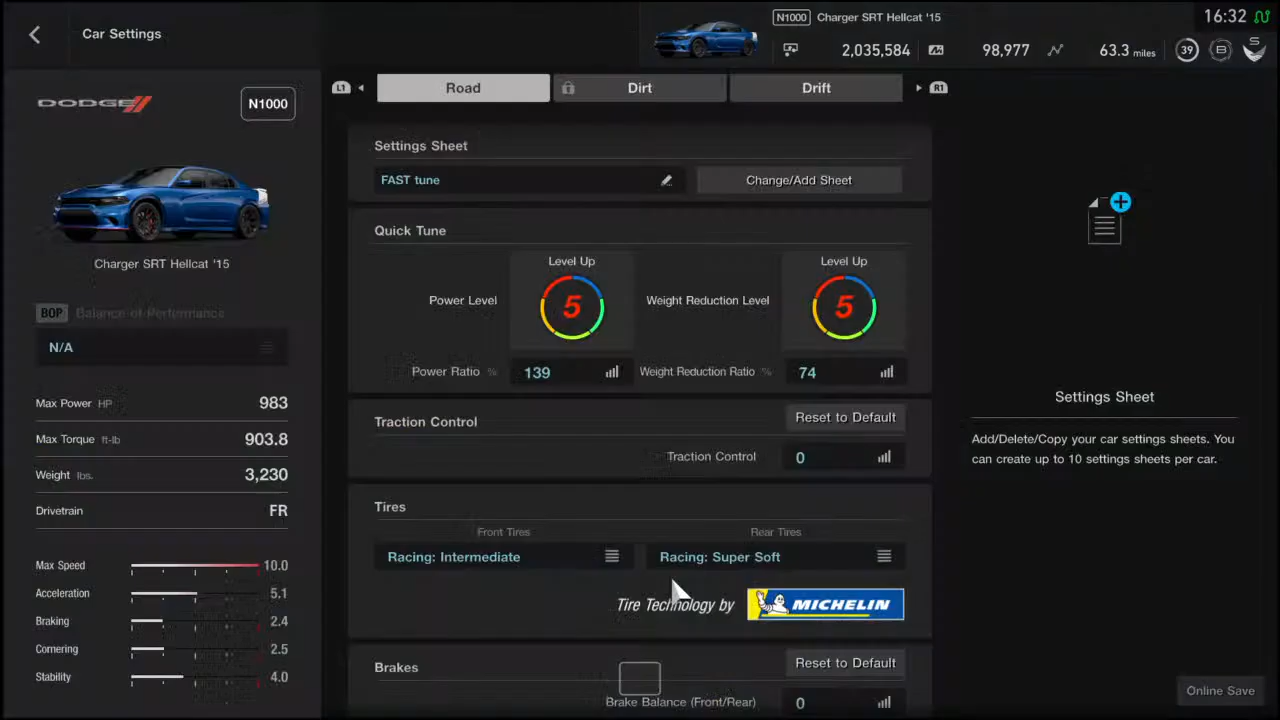 Car Settings
N1000 Charger SRT Hellcat '15
16:32
2,035,584
98,977
63.3 miles
39
B
S
DODGE
N1000
L1
Road
Dirt
Drift
R1
Settings Sheet
FAST tune
Change/Add Sheet
Quick Tune
Level Up
Level Up
Power Level
5
Weight Reduction Level
5
Power Ratio %
139
Weight Reduction Ratio %
74
Traction Control
Reset to Default
Traction Control
0
Tires
Front Tires
Rear Tires
Racing: Intermediate
Racing: Super Soft
Tire Technology by
MICHELIN
Brakes
Reset to Default
Brake Balance (Front/Rear)
0
Charger SRT Hellcat '15
BOP Balance of Performance
N/A
Max Power HP 983
Max Torque ft-lb 903.8
Weight lbs. 3,230
Drivetrain FR
Max Speed 10.0
Acceleration 5.1
Braking 2.4
Cornering 2.5
Stability 4.0
Settings Sheet
Add/Delete/Copy your car settings sheets. You
can create up to 10 settings sheets per car.
Online Save